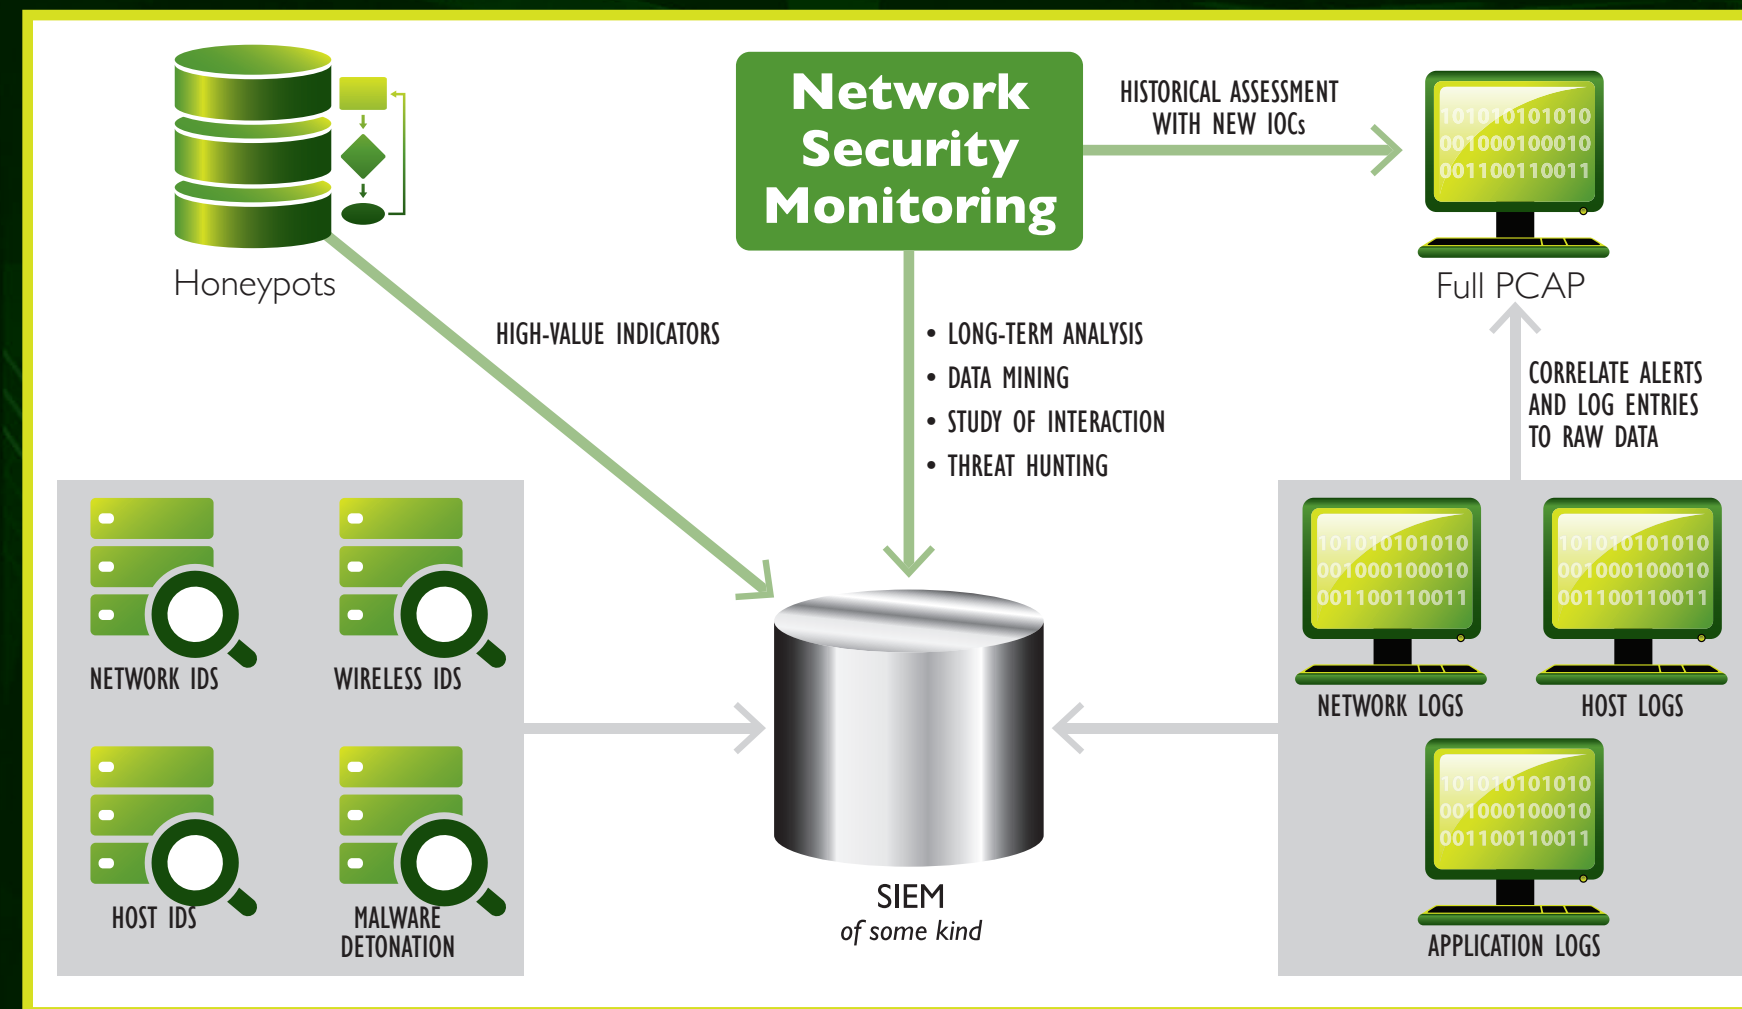 Network
Security
Monitoring
HISTORICAL ASSESSMENT
WITH NEW IOCs
101010101010
001000100010
001100110011
Honeypots
Full PCAP
HIGH-VALUE INDICATORS
• LONG-TERM ANALYSIS
• DATA MINING
• STUDY OF INTERACTION
• THREAT HUNTING
CORRELATE ALERTS
AND LOG ENTRIES
TO RAW DATA
NETWORK IDS
WIRELESS IDS
HOST IDS
MALWARE
DETONATION
SIEM
of some kind
101010101010
001000100010
001100110011
NETWORK LOGS
101010101010
001000100010
001100110011
HOST LOGS
101010101010
001000100010
001100110011
APPLICATION LOGS